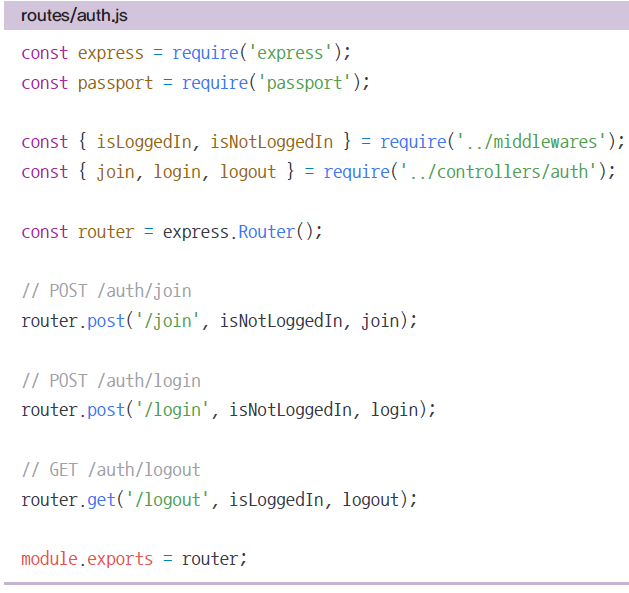 routes/auth.js
const express = require('express');
const passport = require('passport');
const { isLoggedIn, isNotLoggedIn } = require('../middlewares');
const { join, login, logout } = require('../controllers/auth');
const router = express.Router();
// POST /auth/join
router.post('/join', isNotLoggedIn, join);
// POST /auth/login
router.post('/login', isNotLoggedIn, login);
// GET /auth/logout
router.get('/logout', isLoggedIn, logout);
module.exports = router;